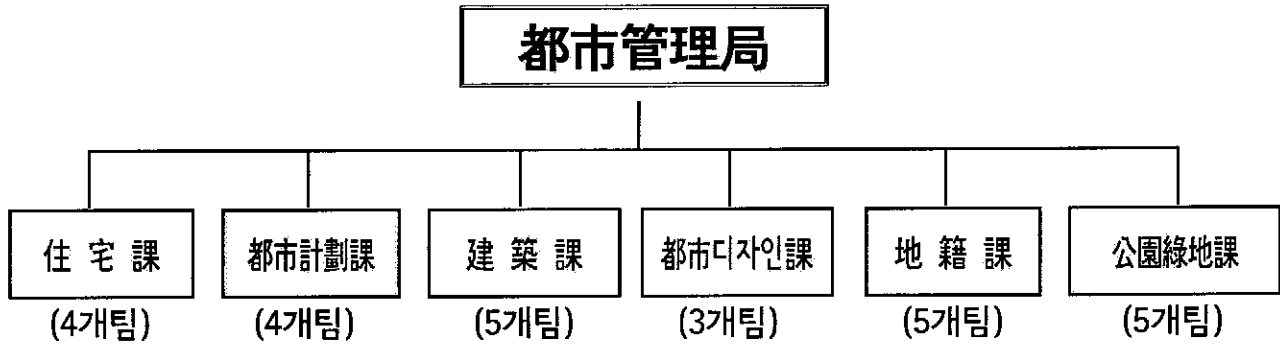 都市管理局
住宅課 都市計劃課 建築課 都市디자인課 地籍課 公園綠地課
(4개팀) (4개팀) (5개팀) (3개팀) (5개팀) (5개팀)